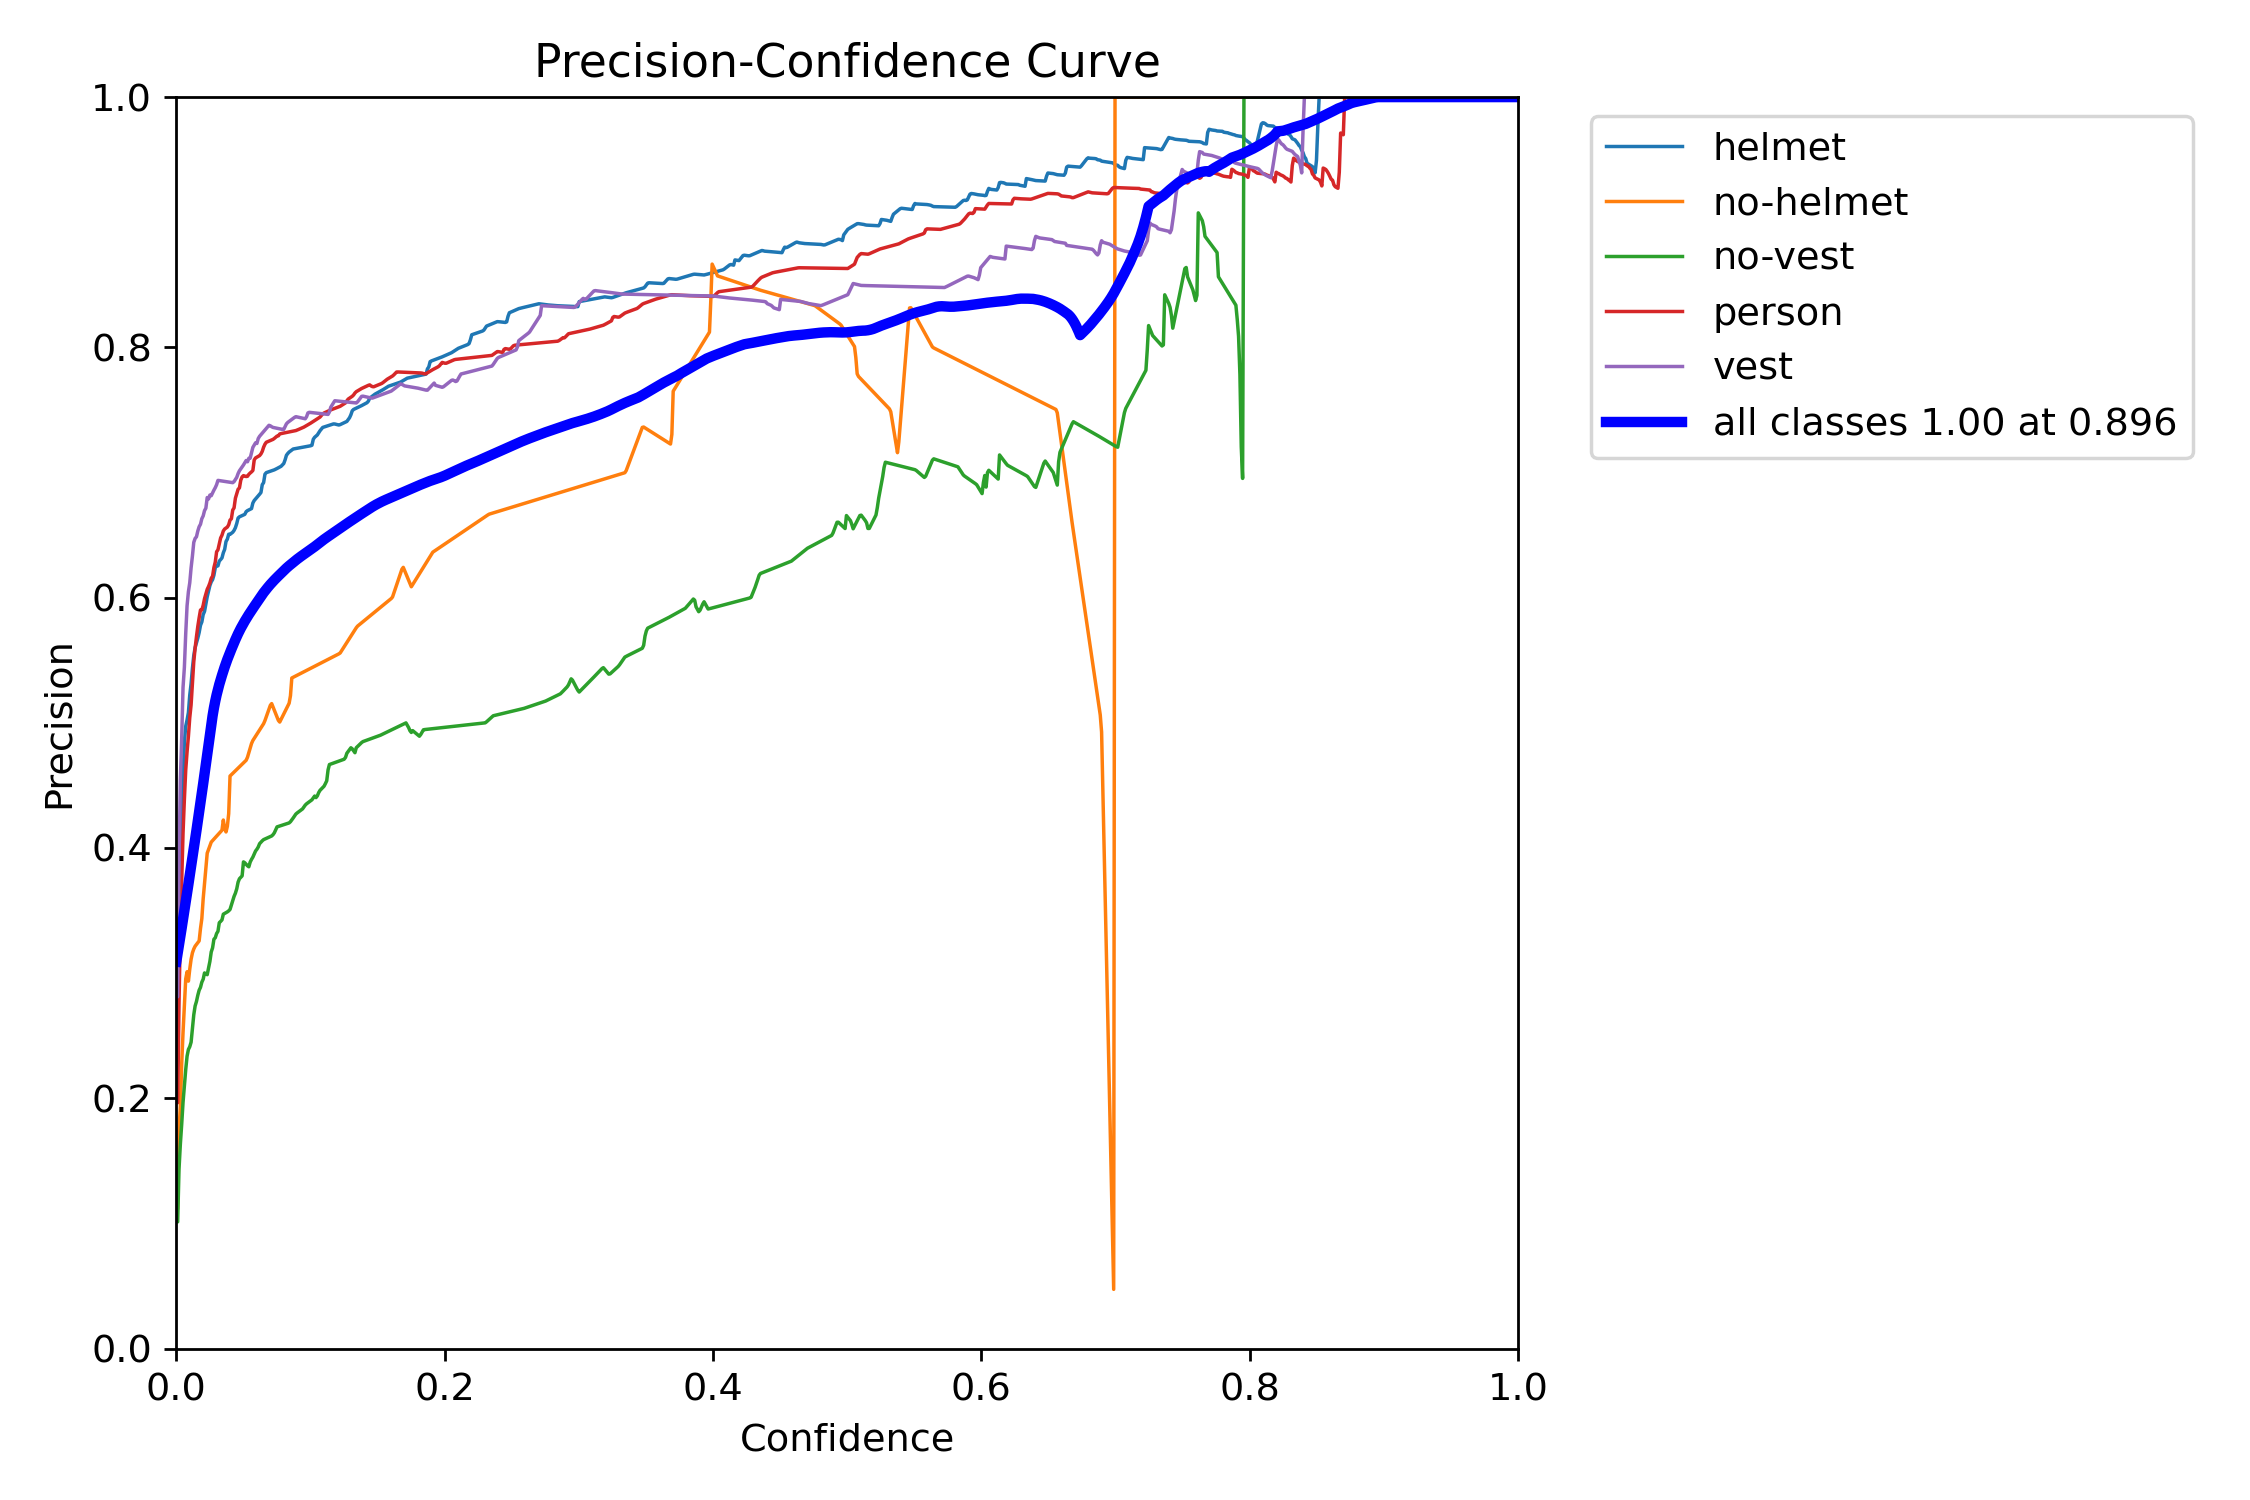 Precision-Confidence Curve
1.0
0.8
0.6
0.4
0.2
0.0
Precision
0.0 0.2 0.4 0.6 0.8 1.0
Confidence
helmet
no-helmet
no-vest
person
vest
all classes 1.00 at 0.896